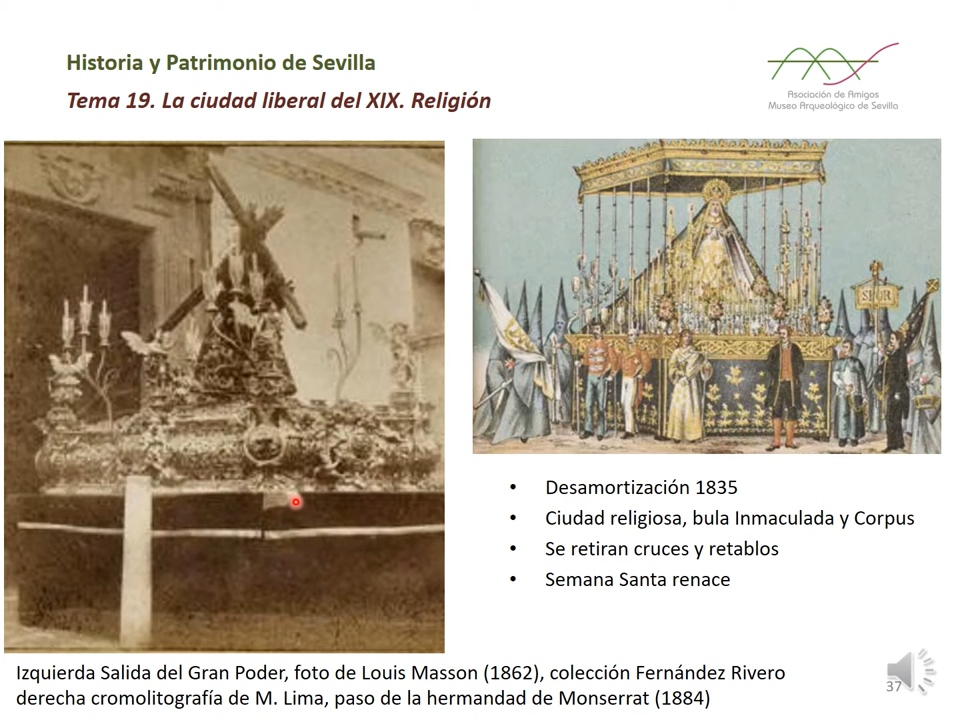 Historia y Patrimonio de Sevilla
Tema 19. La ciudad liberal del XIX. Religión
Asociación de Amigos
Museo Arqueológico de Sevilla
SPQR
• Desamortización 1835
• Ciudad religiosa, bula Inmaculada y Corpus
• Se retiran cruces y retablos
• Semana Santa renace
Izquierda Salida del Gran Poder, foto de Louis Masson (1862), colección Fernández Rivero
derecha cromolitografía de M. Lima, paso de la hermandad de Monserrat (1884)
37